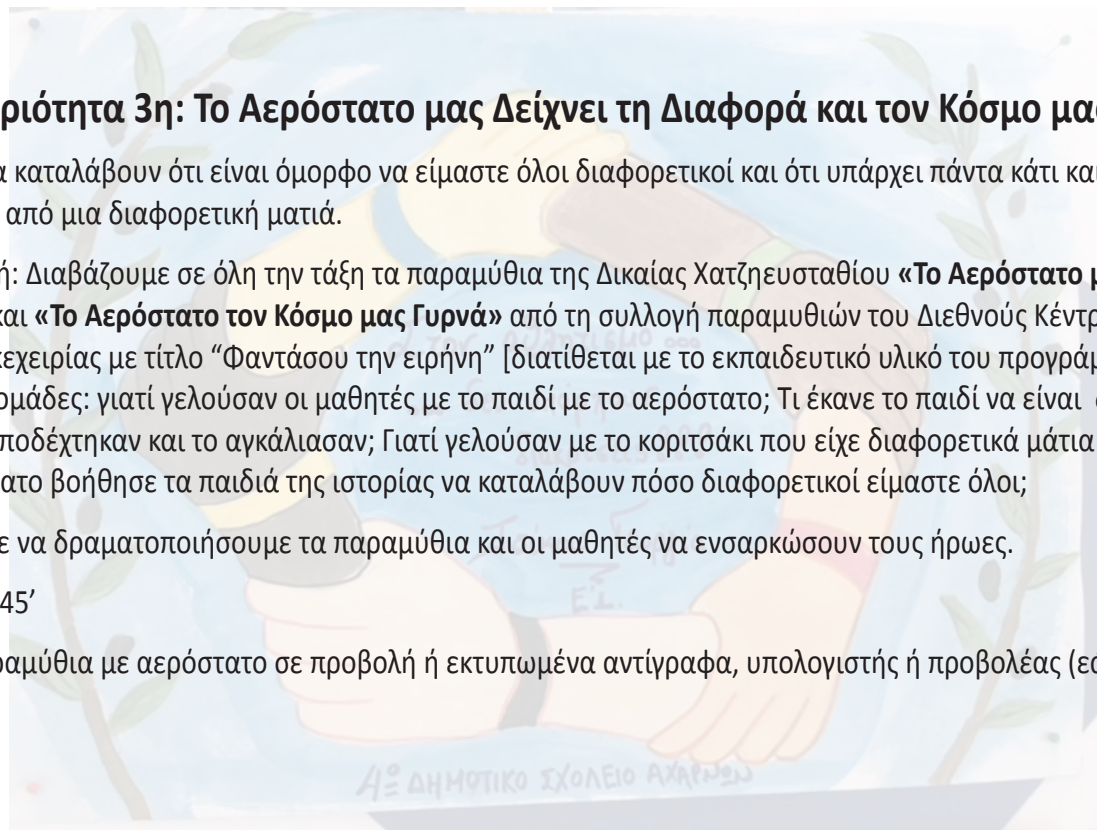 ριότητα 3η: Το Αερόστατο μας Δείχνει τη Διαφορά και τον Κόσμο μας
α καταλάβουν ότι είναι όμορφο να είμαστε όλοι διαφορετικοί και ότι υπάρχει πάντα κάτι και
από μια διαφορετική ματιά.
ή: Διαβάζουμε σε όλη την τάξη τα παραμύθια της Δικαίας Χατζηευσταθίου «Το Αερόστατο μ
και «Το Αερόστατο τον Κόσμο μας Γυρνά» από τη συλλογή παραμυθιών του Διεθνούς Κέντρ
εχειρίας με τίτλο “Φαντάσου την ειρήνη” [διατίθεται με το εκπαιδευτικό υλικό του προγράμ
ομάδες: γιατί γελούσαν οι μαθητές με το παιδί με το αερόστατο; Τι έκανε το παιδί να είναι
ποδέχτηκαν και το αγκάλιασαν; Γιατί γελούσαν με το κοριτσάκι που είχε διαφορετικά μάτια
ατο βοήθησε τα παιδιά της ιστορίας να καταλάβουν πόσο διαφορετικοί είμαστε όλοι;
ε να δραματοποιήσουμε τα παραμύθια και οι μαθητές να ενσαρκώσουν τους ήρωες.
45’
ραμύθια με αερόστατο σε προβολή ή εκτυπωμένα αντίγραφα, υπολογιστής ή προβολέας (εσ
ΔΗΜΟΤΙΚΟ ΣΧΟΛΕΙΟ ΑΧΑΡΝΩΝ